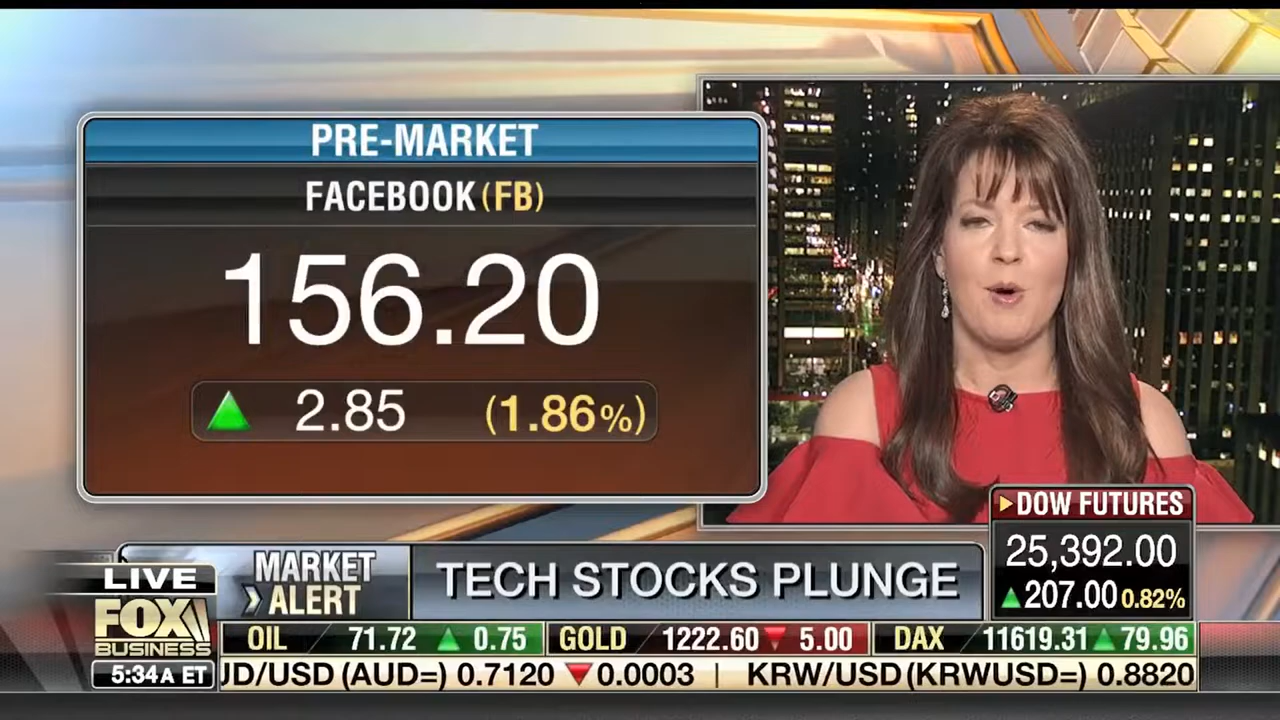 PRE-MARKET
FACEBOOK (FB)
156.20
▲ 2.85 (1.86%)
DOW FUTURES
25,392.00
▲207.00 0.82%
MARKET ALERT
TECH STOCKS PLUNGE
LIVE
FOX
BUSINESS
5:34A ET
OIL / 71.72 ▲ 0.75
GOLD / 1222.60 ▼ 5.00
DAX / 11619.31 ▲ 79.96
JD/USD (AUD=) 0.7120 ▼0.0003 | KRW/USD (KRWUSD=) 0.8820